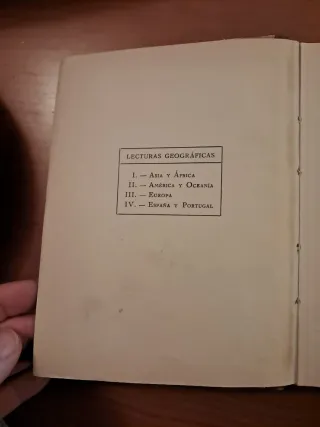 LECTURAS GEOGRÁFICAS
I. — ASIA Y ÁFRICA
II. — AMÉRICA Y OCEANÍA
III. — EUROPA
IV. — ESPAÑA Y PORTUGAL